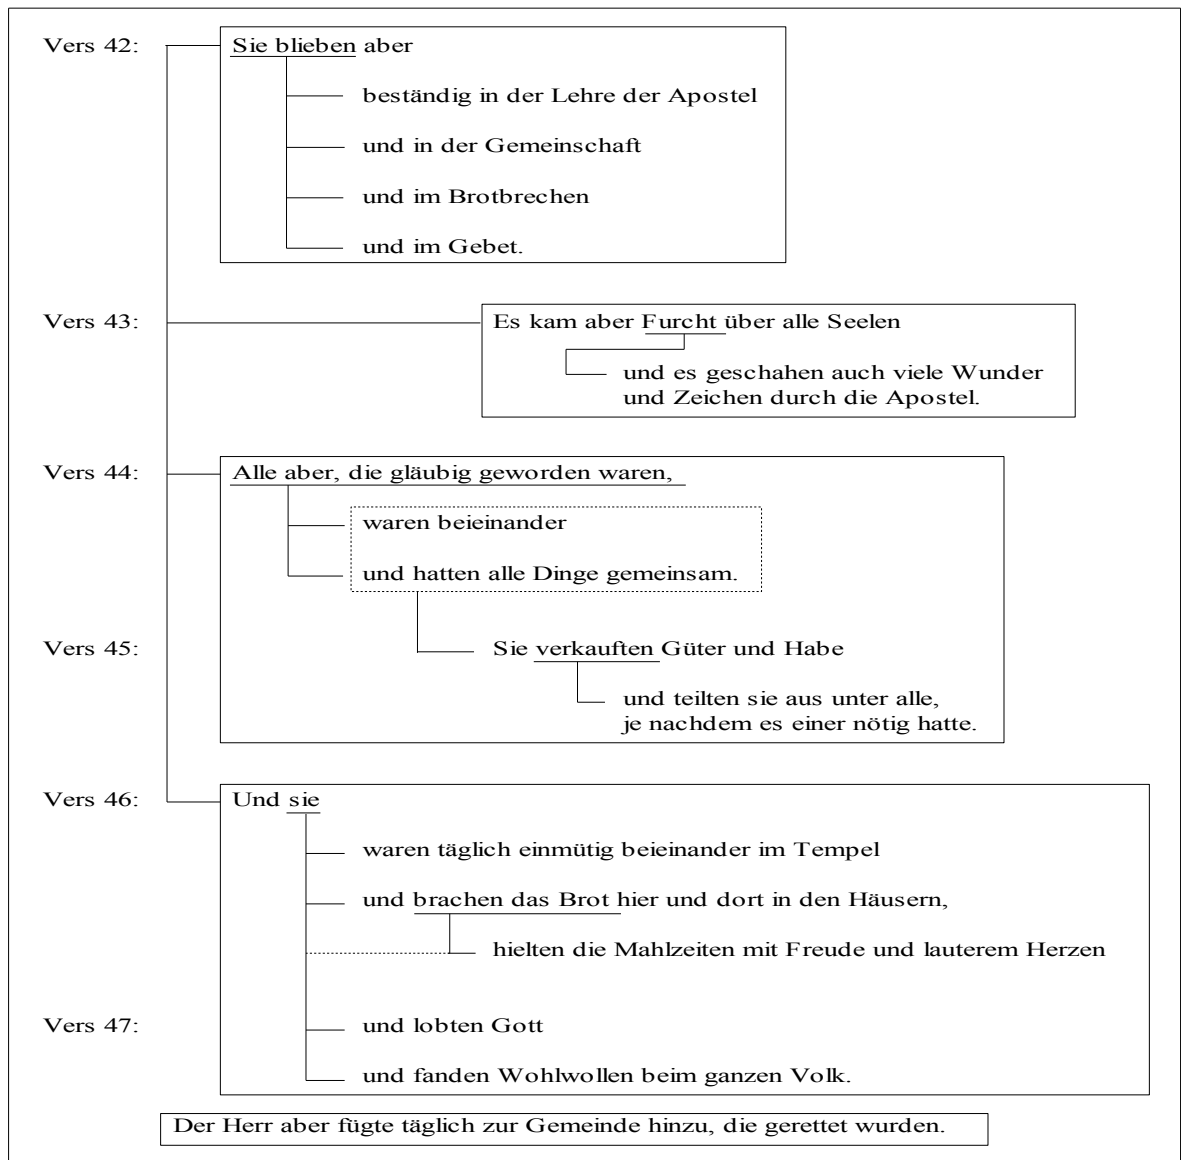 Vers 42: Sie blieben aber
beständig in der Lehre der Apostel
und in der Gemeinschaft
und im Brotbrechen
und im Gebet.
Vers 43: Es kam aber Furcht über alle Seelen
und es geschahen auch viele Wunder
und Zeichen durch die Apostel.
Vers 44: Alle aber, die gläubig geworden waren,
waren beieinander
und hatten alle Dinge gemeinsam.
Vers 45: Sie verkauften Güter und Habe
und teilten sie aus unter alle,
je nachdem es einer nötig hatte.
Vers 46: Und sie
waren täglich einmütig beieinander im Tempel
und brachen das Brot hier und dort in den Häusern,
hielten die Mahlzeiten mit Freude und lauterem Herzen
Vers 47: und lobten Gott
und fanden Wohlwollen beim ganzen Volk.
Der Herr aber fügte täglich zur Gemeinde hinzu, die gerettet wurden.